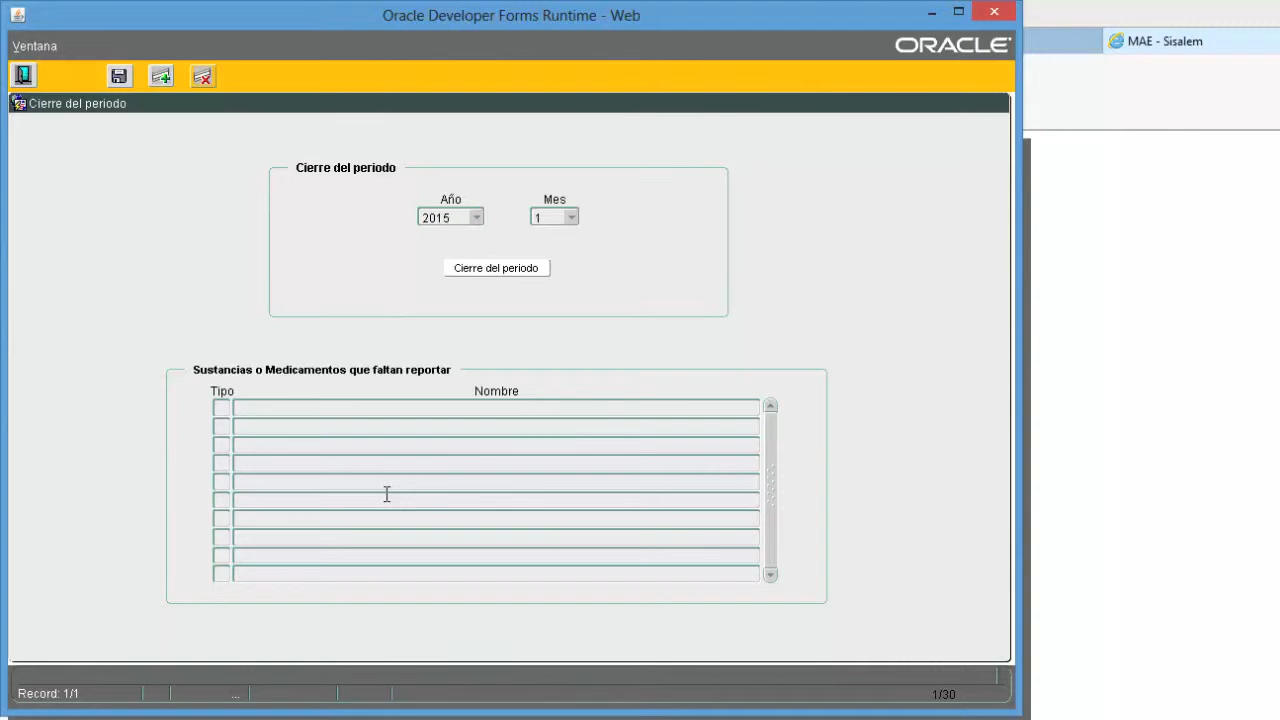 Oracle Developer Forms Runtime - Web
MAE - Sisalem
Ventana
ORACLE
Cierre del periodo
Cierre del periodo
Año Mes
2015 1
Cierre del periodo
Sustancias o Medicamentos que faltan reportar
Tipo Nombre
Record: 1/1 ... 1/30